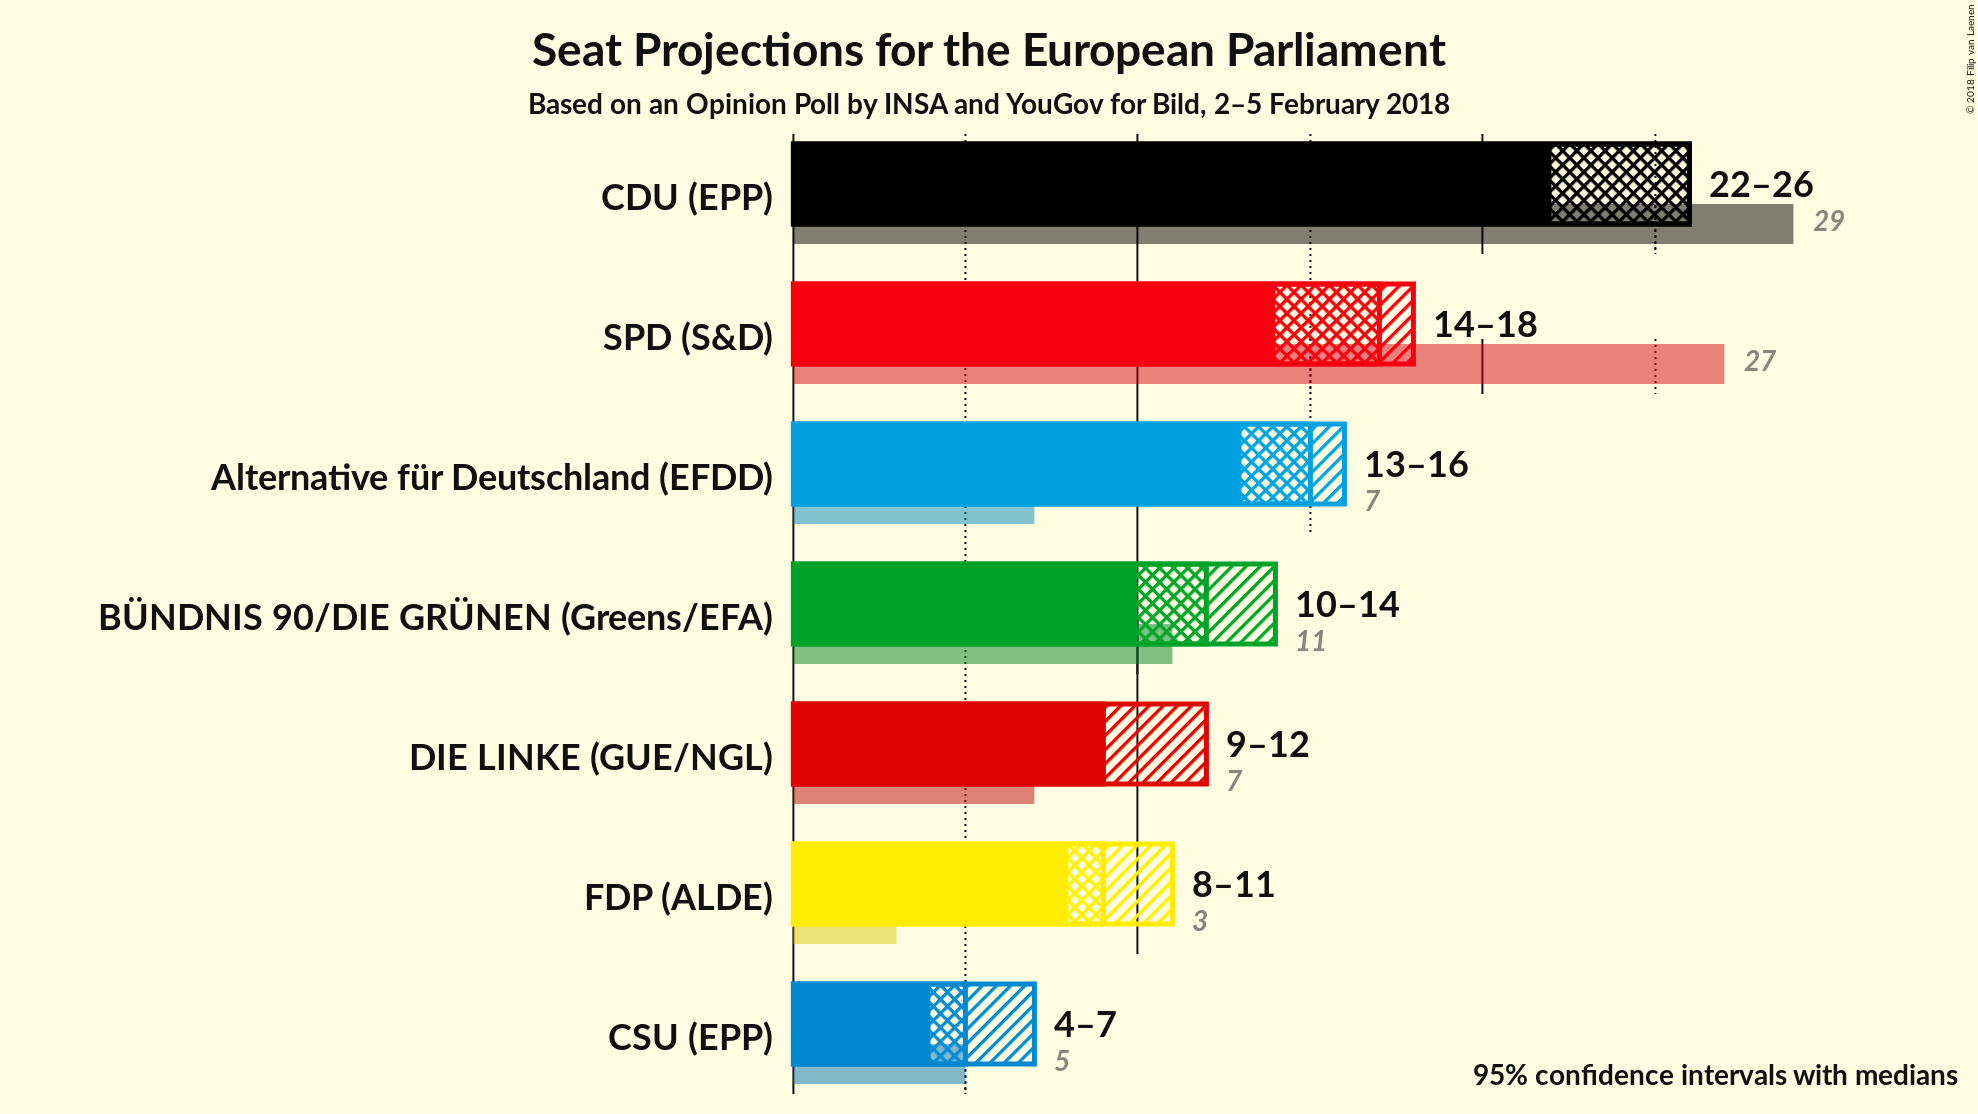 Seat Projections for the European Parliament
Based on an Opinion Poll by INSA and YouGov for Bild, 2–5 February 2018
© 2018 Filip van Laenen
CDU (EPP)
22–26
29
SPD (S&D)
14–18
27
Alternative für Deutschland (EFDD)
13–16
7
BÜNDNIS 90/DIE GRÜNEN (Greens/EFA)
10–14
11
DIE LINKE (GUE/NGL)
9–12
7
FDP (ALDE)
8–11
3
CSU (EPP)
4–7
5
95% confidence intervals with medians